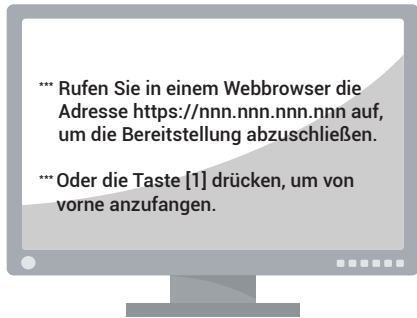 *** Rufen Sie in einem Webbrowser die
Adresse https://nnn.nnn.nnn.nnn auf,
um die Bereitstellung abzuschließen.
*** Oder die Taste [1] drücken, um von
vorne anzufangen.